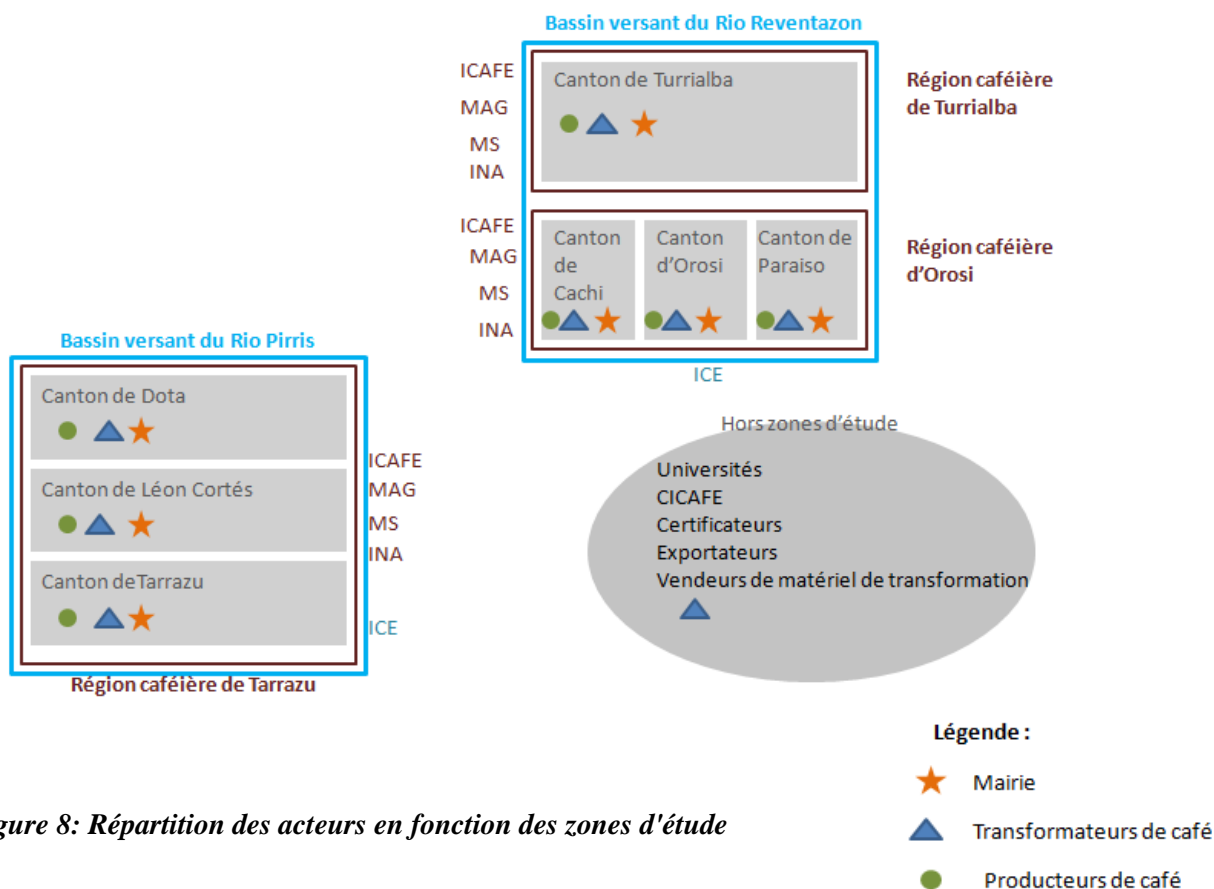 Bassin versant du Rio Reventazon
ICAFE
MAG
MS
INA
Canton de Turrialba
Région caféière
de Turrialba
ICAFE
MAG
MS
INA
Canton
de
Cachi
Canton
d'Orosi
Canton de
Paraiso
Région caféière
d'Orosi
ICE
Bassin versant du Rio Pirris
Canton de Dota
Canton de Léon Cortés
Canton deTarrazu
ICAFE
MAG
MS
INA
ICE
Région caféière de Tarrazu
Hors zones d'étude
Universités
CICAFE
Certificateurs
Exportateurs
Vendeurs de matériel de transformation
Légende :
Mairie
Transformateurs de café
Producteurs de café
gure 8: Répartition des acteurs en fonction des zones d'étude